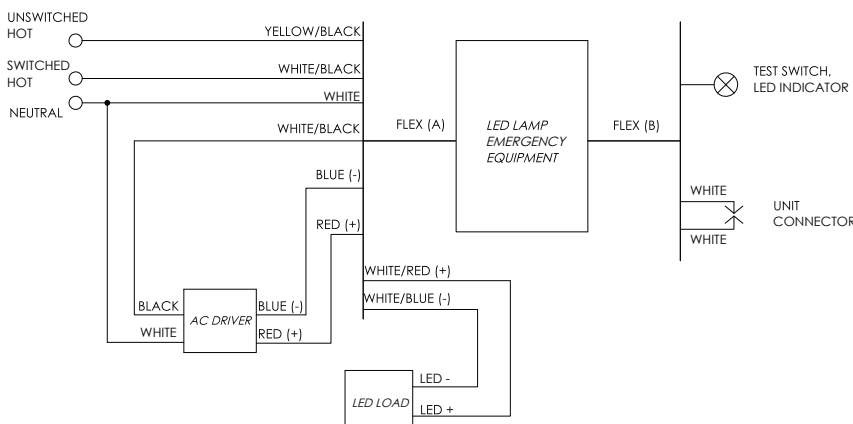 UNSWITCHED
HOT
YELLOW/BLACK
SWITCHED
HOT
WHITE/BLACK
WHITE
NEUTRAL
WHITE/BLACK
FLEX (A)
LED LAMP
EMERGENCY
EQUIPMENT
FLEX (B)
TEST SWITCH,
LED INDICATOR
BLUE (-)
WHITE
UNIT
CONNECTOR
WHITE
RED (+)
WHITE/RED (+)
WHITE/BLUE (-)
BLACK
AC DRIVER
BLUE (-)
WHITE
RED (+)
LED -
LED LOAD
LED +